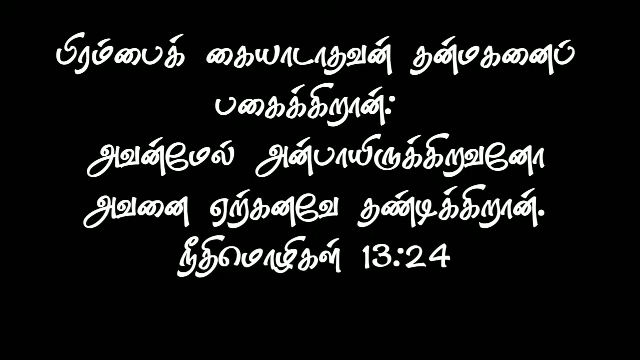 பிரம்பைக் கையாடாதவன் தன்மகனைப்
பகைக்கிறான்:
அவன்மேல் அன்பாயிருக்கிறவனோ
அவனை ஏற்கனவே தண்டிக்கிறான்.
நீதிமொழிகள் 13:24